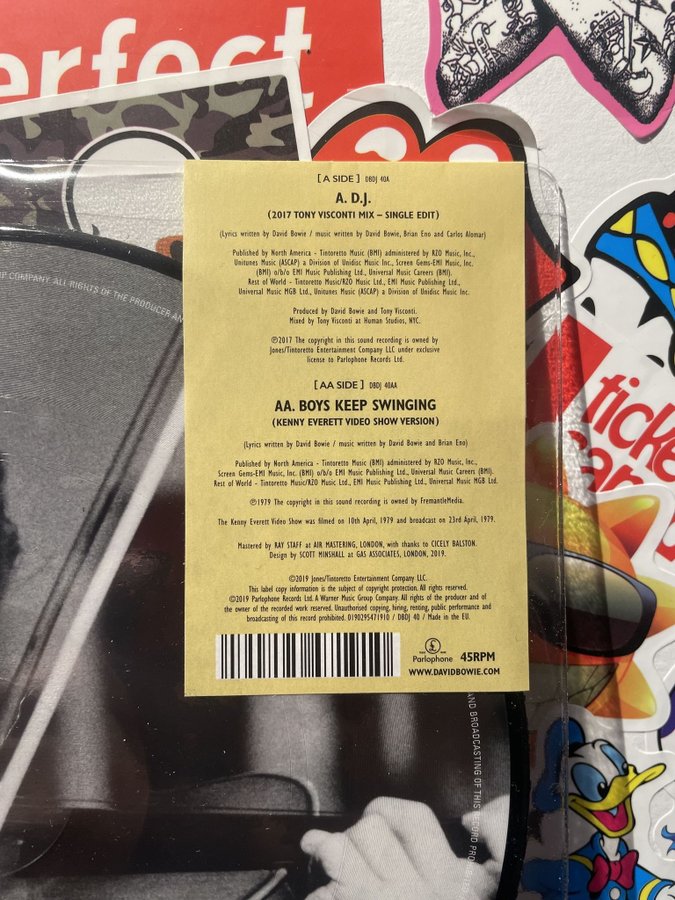 erfect
[A SIDE] DBDJ 40A
A. D.J.
(2017 TONY VISCONTI MIX – SINGLE EDIT)
(Lyrics written by David Bowie / music written by David Bowie, Brian Eno and Carlos Alomar)
Published by North America - Tintoretto Music (BMI) administered by RZO Music, Inc.,
Unitunes Music (ASCAP) a Division of Unidisc Music Inc., Screen Gems-EMI Music, Inc.
(BMI) o/b/o EMI Music Publishing Ltd., Universal Music Careers (BMI).
Rest of World - Tintoretto Music/RZO Music Ltd., EMI Music Publishing Ltd.,
Universal Music MGB Ltd., Unitunes Music (ASCAP) a Division of Unidisc Music Inc.
Produced by David Bowie and Tony Visconti.
Mixed by Tony Visconti at Human Studios, NYC.
℗2017 The copyright in this sound recording is owned by
Jones/Tintoretto Entertainment Company LLC under exclusive
license to Parlophone Records Ltd.
[AA SIDE] DBDJ 40AA
AA. BOYS KEEP SWINGING
(KENNY EVERETT VIDEO SHOW VERSION)
(Lyrics written by David Bowie / music written by David Bowie and Brian Eno)
Published by North America - Tintoretto Music (BMI) administered by RZO Music, Inc.,
Screen Gems-EMI Music, Inc. (BMI) o/b/o EMI Music Publishing Ltd., Universal Music Careers (BMI).
Rest of World - Tintoretto Music/RZO Music Ltd., EMI Music Publishing Ltd., Universal Music MGB Ltd.
℗1979 The copyright in this sound recording is owned by FremantleMedia.
The Kenny Everett Video Show was filmed on 10th April, 1979 and broadcast on 23rd April, 1979.
Mastered by RAY STAFF at AIR MASTERING, LONDON, with thanks to CICELY BALSTON.
Design by SCOTT MINSHALL at GAS ASSOCIATES, LONDON, 2019.
©2019 Jones/Tintoretto Entertainment Company LLC.
This label copy information is the subject of copyright protection. All rights reserved.
©2019 Parlophone Records Ltd. A Warner Music Group Company. All rights of the producer and of
the owner of the recorded work reserved. Unauthorised copying, hiring, renting, public performance and
broadcasting of this record prohibited. 0190295471910 / DBDJ 40 / Made in the EU.
Parlophone 45RPM
WWW.DAVIDBOWIE.COM
COMPANY. ALL RIGHTS OF THE PRODUCER AN
AND BROADCASTING OF THIS RECORD PRO
ticke
car